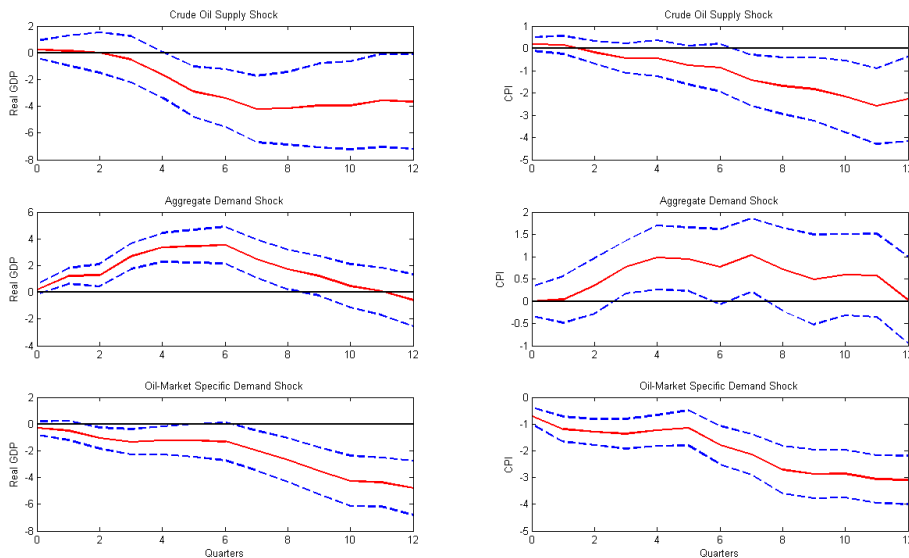 Crude Oil Supply Shock
Real GDP
2
0
-2
-4
-6
-8
0 2 4 6 8 10 12
Crude Oil Supply Shock
CPI
1
0
-1
-2
-3
-4
-5
0 2 4 6 8 10 12
Aggregate Demand Shock
Real GDP
6
4
2
0
-2
-4
0 2 4 6 8 10 12
Aggregate Demand Shock
CPI
2
1.5
1
0.5
0
-0.5
-1
0 2 4 6 8 10 12
Oil-Market Specific Demand Shock
Real GDP
2
0
-2
-4
-6
-8
0 2 4 6 8 10 12
Quarters
Oil-Market Specific Demand Shock
CPI
0
-1
-2
-3
-4
-5
0 2 4 6 8 10 12
Quarters